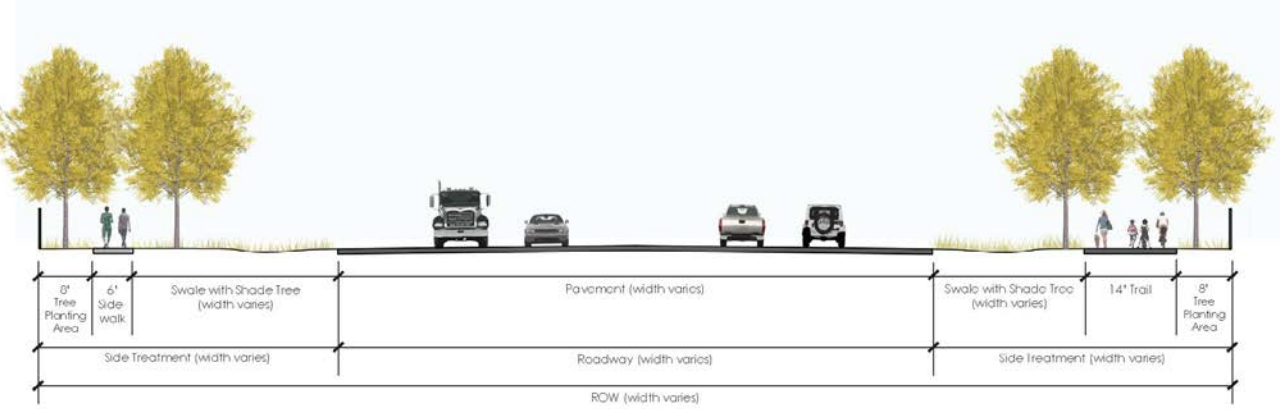 8'
Tree
Planting
Area
6'
Side
walk
Swale with Shade Tree
(width varies)
Pavement (width varies)
Swale with Shade Tree
(width varies)
14' Trail
8'
Tree
Planting
Area
Side Treatment (width varies)
Roadway (width varies)
Side Treatment (width varies)
ROW (width varies)